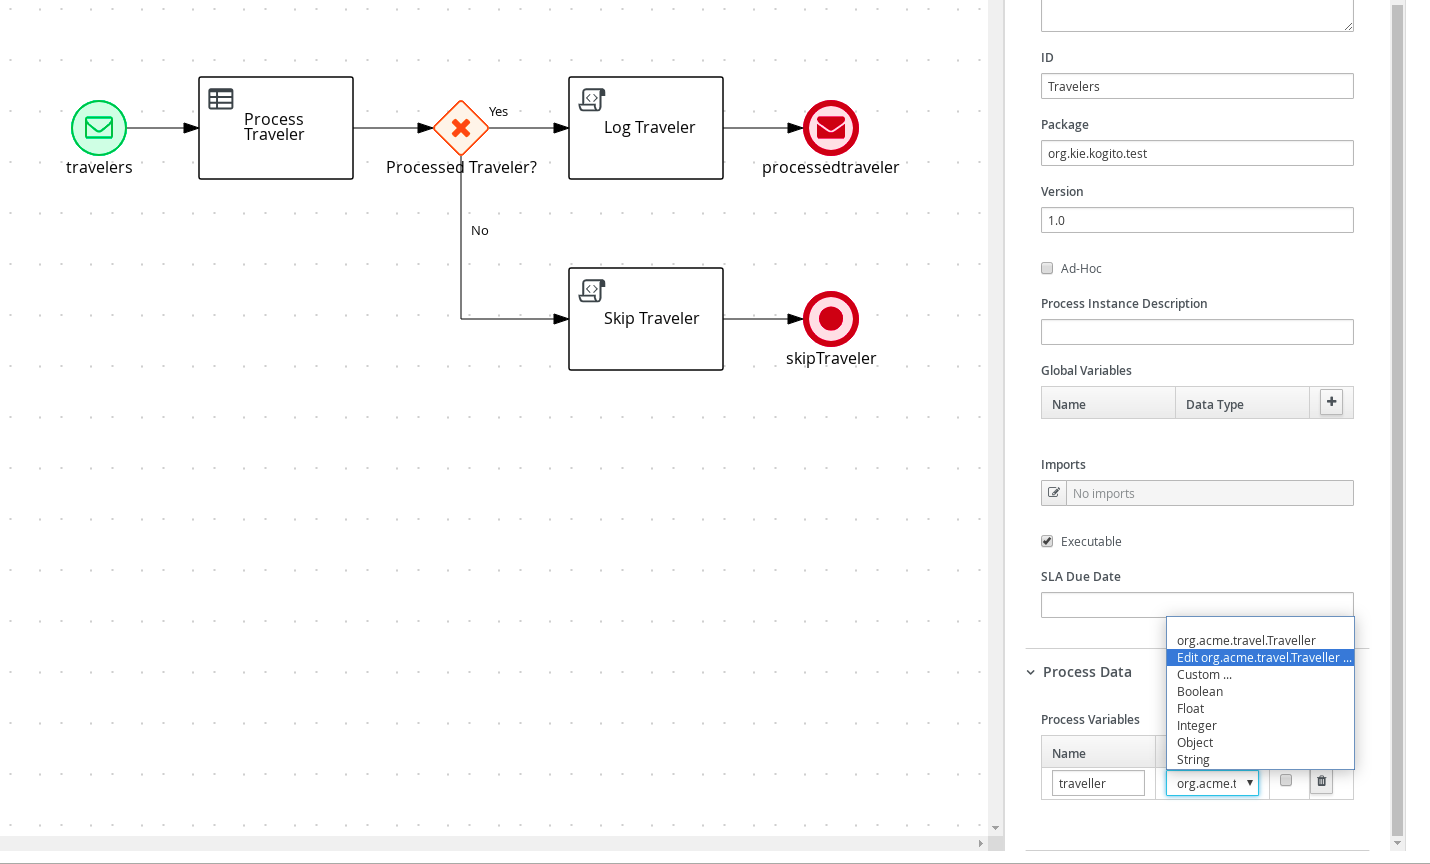 travelers
Process
Traveler
Processed Traveler?
Yes
No
Log Traveler
processedtraveler
Skip Traveler
skipTraveler
ID
Travelers
Package
org.kie.kogito.test
Version
1.0
Ad-Hoc
Process Instance Description
Global Variables
Name Data Type
Imports
No imports
Executable
SLA Due Date
org.acme.travel.Traveller
Edit org.acme.travel.Traveller ...
Custom ...
Boolean
Float
Integer
Object
String
Process Data
Process Variables
Name
traveller org.acme.t